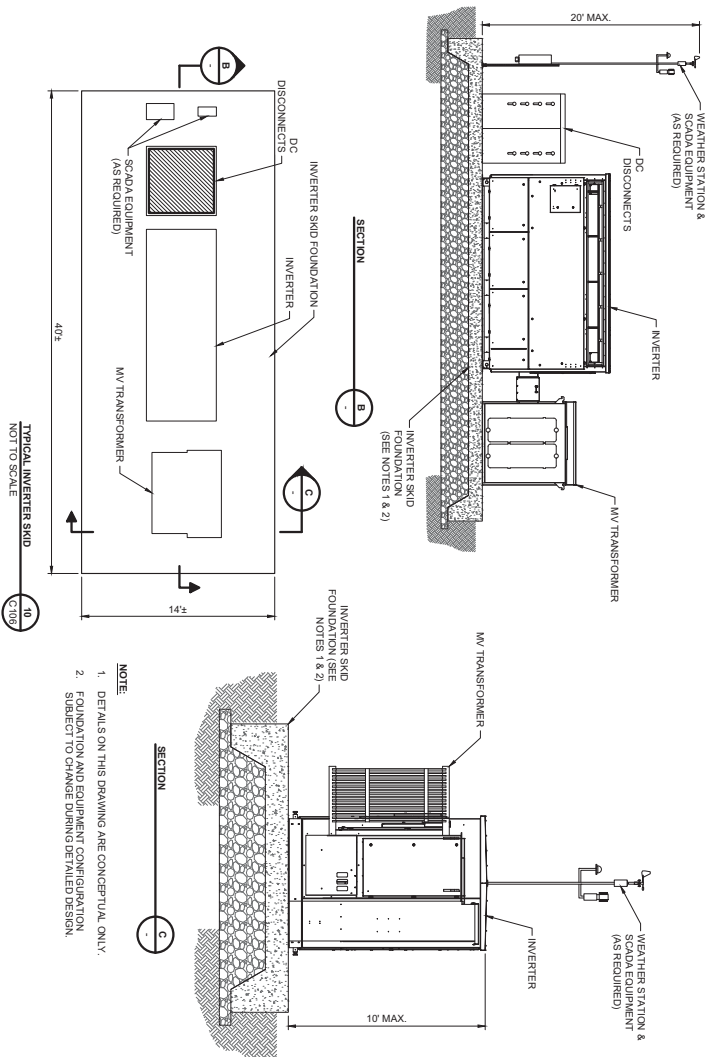 20' MAX.
WEATHER STATION &
SCADA EQUIPMENT
(AS REQUIRED)
DC
DISCONNECTS
INVERTER
MV TRANSFORMER
INVERTER SKID
FOUNDATION
(SEE NOTES 1 & 2)
SECTION
B
-
B
-
DC
DISCONNECTS
SCADA EQUIPMENT
(AS REQUIRED)
INVERTER SKID FOUNDATION
INVERTER
MV TRANSFORMER
C
-
40'±
14'±
TYPICAL INVERTER SKID
NOT TO SCALE
10
C106
WEATHER STATION &
SCADA EQUIPMENT
(AS REQUIRED)
INVERTER
10' MAX.
MV TRANSFORMER
INVERTER SKID
FOUNDATION (SEE
NOTES 1 & 2)
SECTION
C
-
NOTE:
1. DETAILS ON THIS DRAWING ARE CONCEPTUAL ONLY.
2. FOUNDATION AND EQUIPMENT CONFIGURATION
SUBJECT TO CHANGE DURING DETAILED DESIGN.